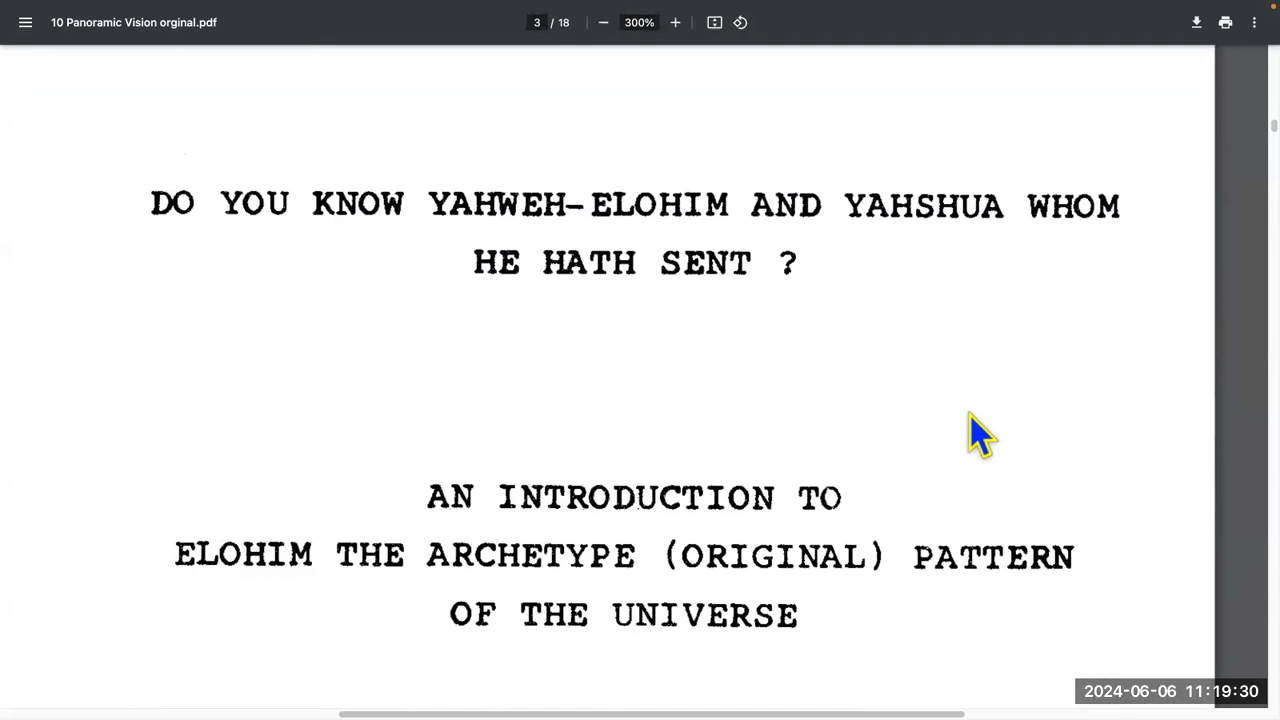 10 Panoramic Vision orginal.pdf
3 / 18
300%
DO YOU KNOW YAHWEH-ELOHIM AND YAHSHUA WHOM
HE HATH SENT ?
AN INTRODUCTION TO
ELOHIM THE ARCHETYPE (ORIGINAL) PATTERN
OF THE UNIVERSE
2024-06-06 11:19:30